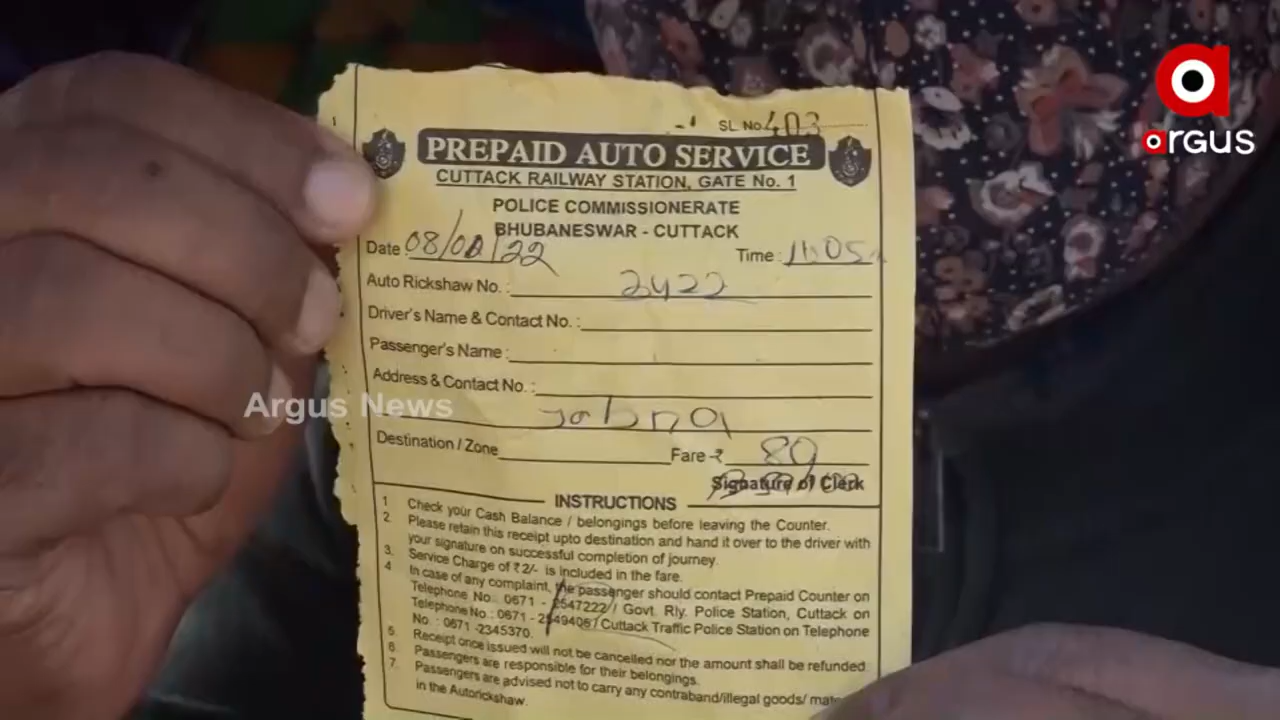 argus
SL. No 403
PREPAID AUTO SERVICE
CUTTACK RAILWAY STATION, GATE No. 1
POLICE COMMISSIONERATE
BHUBANESWAR - CUTTACK
Date : 08/ /22 Time : 11:05
Auto Rickshaw No. : 2422
Driver's Name & Contact No. :
Passenger's Name :
Address & Contact No. :
Argus News
Destination / Zone Fare - ₹ 80
Signature of Clerk
INSTRUCTIONS
1 Check your Cash Balance / belongings before leaving the Counter.
2. Please retain this receipt upto destination and hand it over to the driver with
your signature on successful completion of journey.
3. Service Charge of ₹ 2/- is included in the fare.
4 In case of any complaint, the passenger should contact Prepaid Counter on
Telephone No.: 0671 - 2547222 / Govt. Rly. Police Station, Cuttack on
Telephone No. : 0671 - 2549406 / Cuttack Traffic Police Station on Telephone
No. : 0671 -2345370.
5. Receipt once issued will not be cancelled nor the amount shall be refunded
6. Passengers are responsible for their belongings.
7. Passengers are advised not to carry any contraband/illegal goods/
in the Autorickshaw.